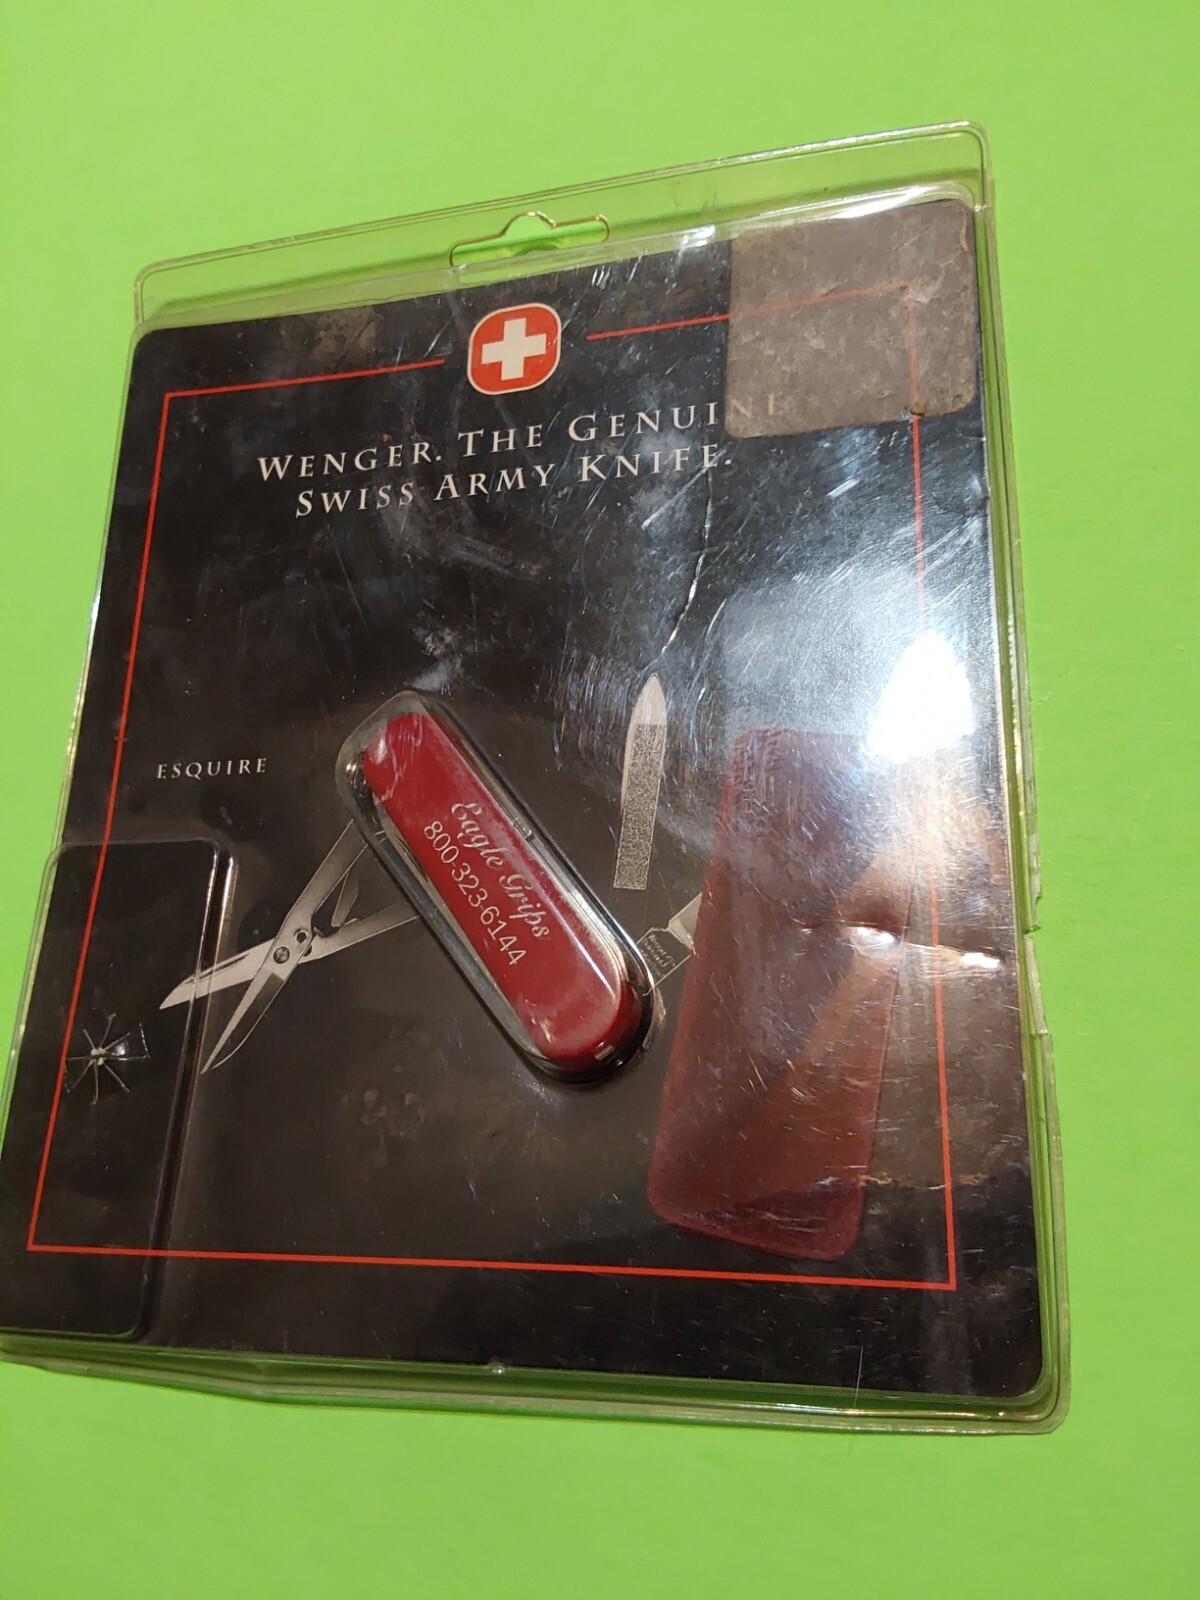 WENGER. THE GENUINE
SWISS ARMY KNIFE.
ESQUIRE
Eagle Grips
800-323-6144